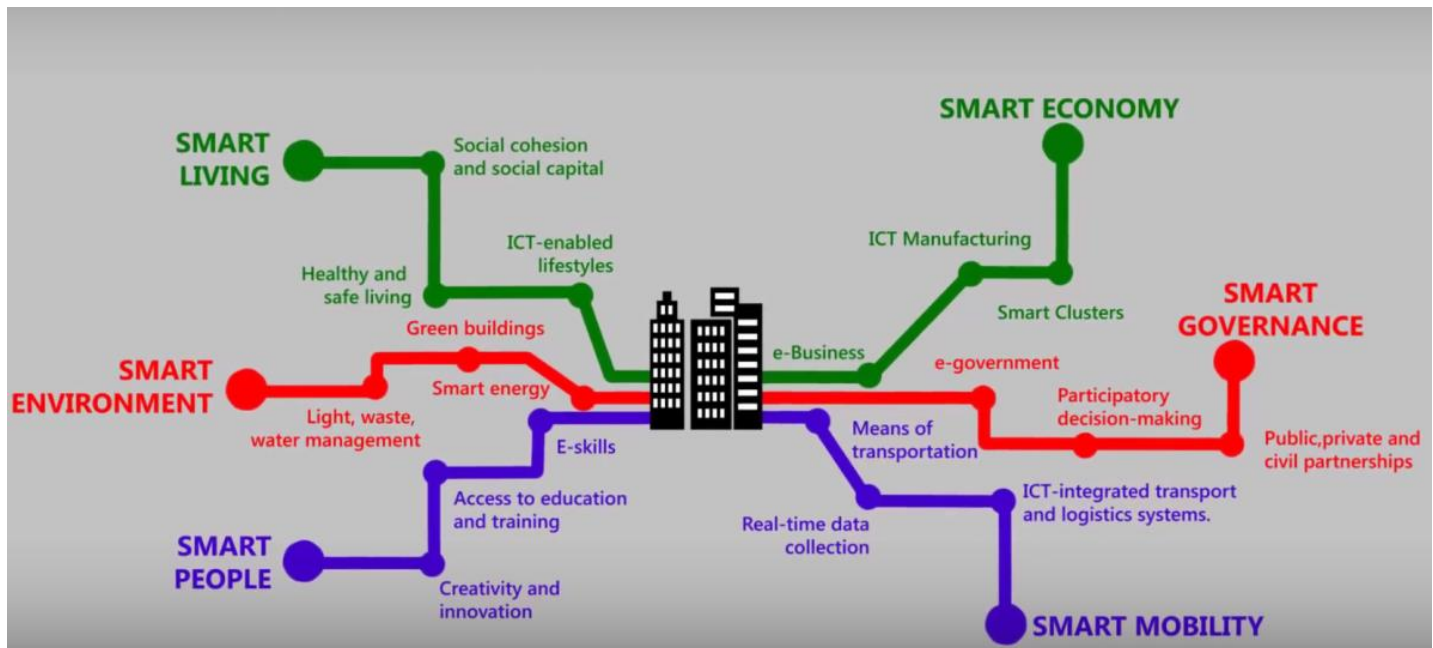 SMART
LIVING
Social cohesion
and social capital
Healthy and
safe living
ICT-enabled
lifestyles
SMART ECONOMY
ICT Manufacturing
Smart Clusters
e-Business
SMART
ENVIRONMENT
Green buildings
Smart energy
Light, waste,
water management
SMART
GOVERNANCE
e-government
Participatory
decision-making
Public,private and
civil partnerships
SMART
PEOPLE
E-skills
Access to education
and training
Creativity and
innovation
Means of
transportation
Real-time data
collection
ICT-integrated transport
and logistics systems.
SMART MOBILITY